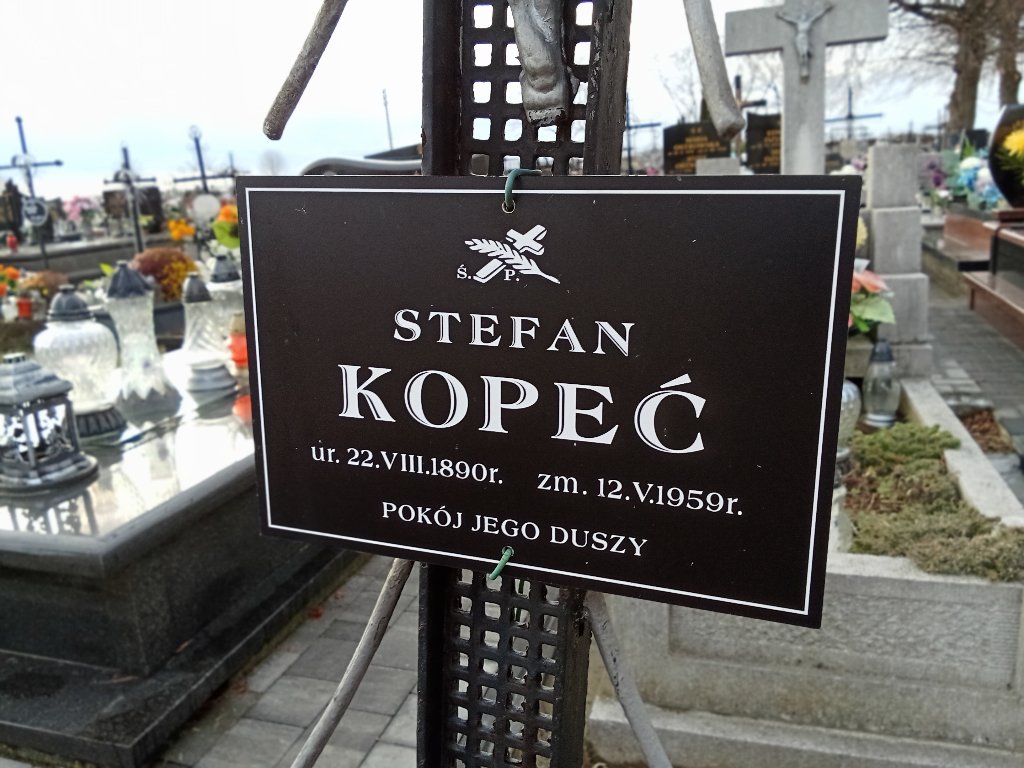 Ś. P.
STEFAN
KOPEĆ
ur. 22.VIII.1890r. zm. 12.V.1959r.
POKÓJ JEGO DUSZY